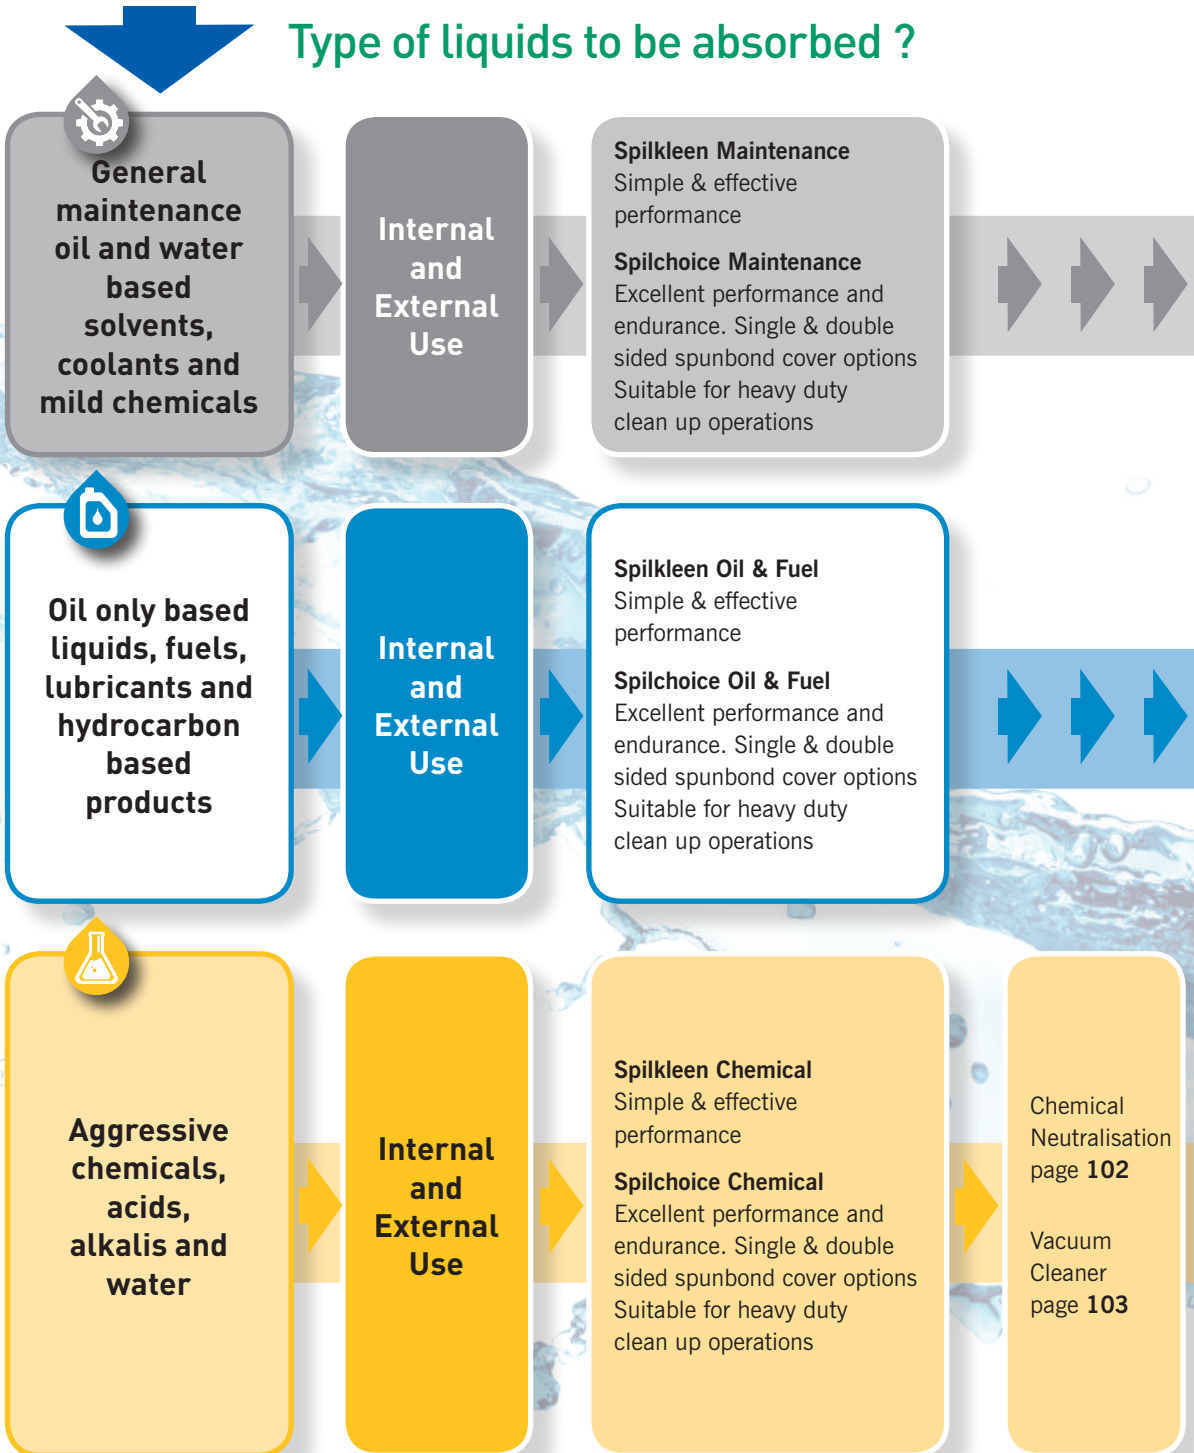 Type of liquids to be absorbed ?
General
maintenance
oil and water
based
solvents,
coolants and
mild chemicals
Internal
and
External
Use
Spilkleen Maintenance
Simple & effective
performance
Spilchoice Maintenance
Excellent performance and
endurance. Single & double
sided spunbond cover options
Suitable for heavy duty
clean up operations
Oil only based
liquids, fuels,
lubricants and
hydrocarbon
based
products
Internal
and
External
Use
Spilkleen Oil & Fuel
Simple & effective
performance
Spilchoice Oil & Fuel
Excellent performance and
endurance. Single & double
sided spunbond cover options
Suitable for heavy duty
clean up operations
Aggressive
chemicals,
acids,
alkalis and
water
Internal
and
External
Use
Spilkleen Chemical
Simple & effective
performance
Spilchoice Chemical
Excellent performance and
endurance. Single & double
sided spunbond cover options
Suitable for heavy duty
clean up operations
Chemical
Neutralisation
page 102
Vacuum
Cleaner
page 103